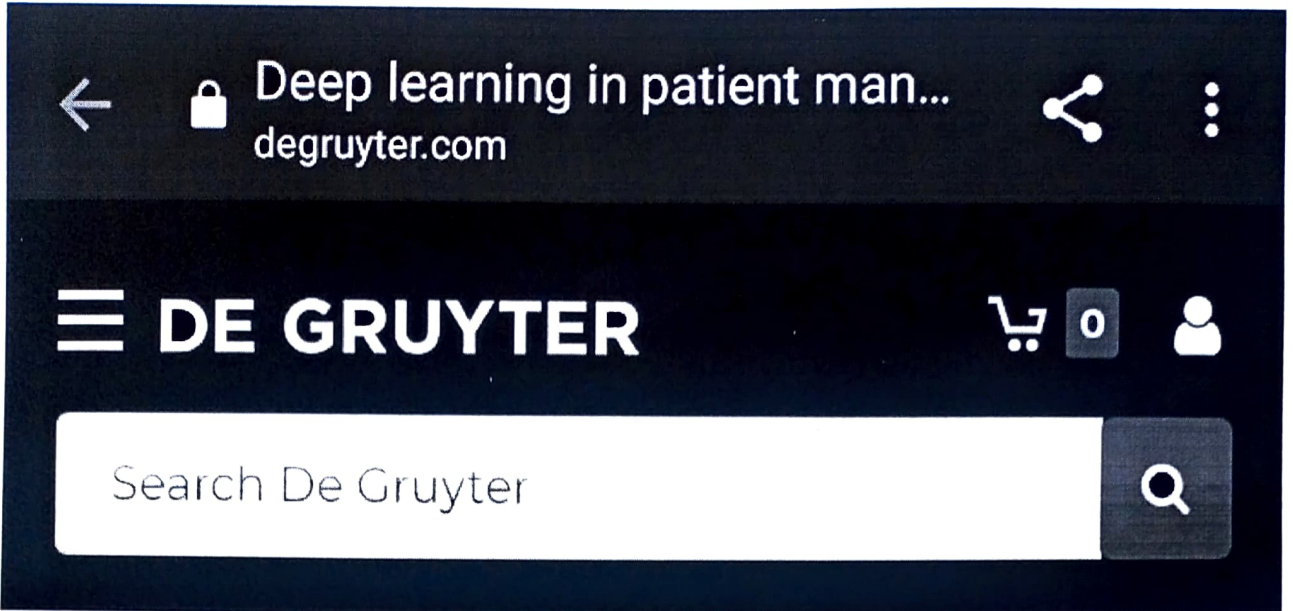 Deep learning in patient man...
degruyter.com
DE GRUYTER
0
Search De Gruyter